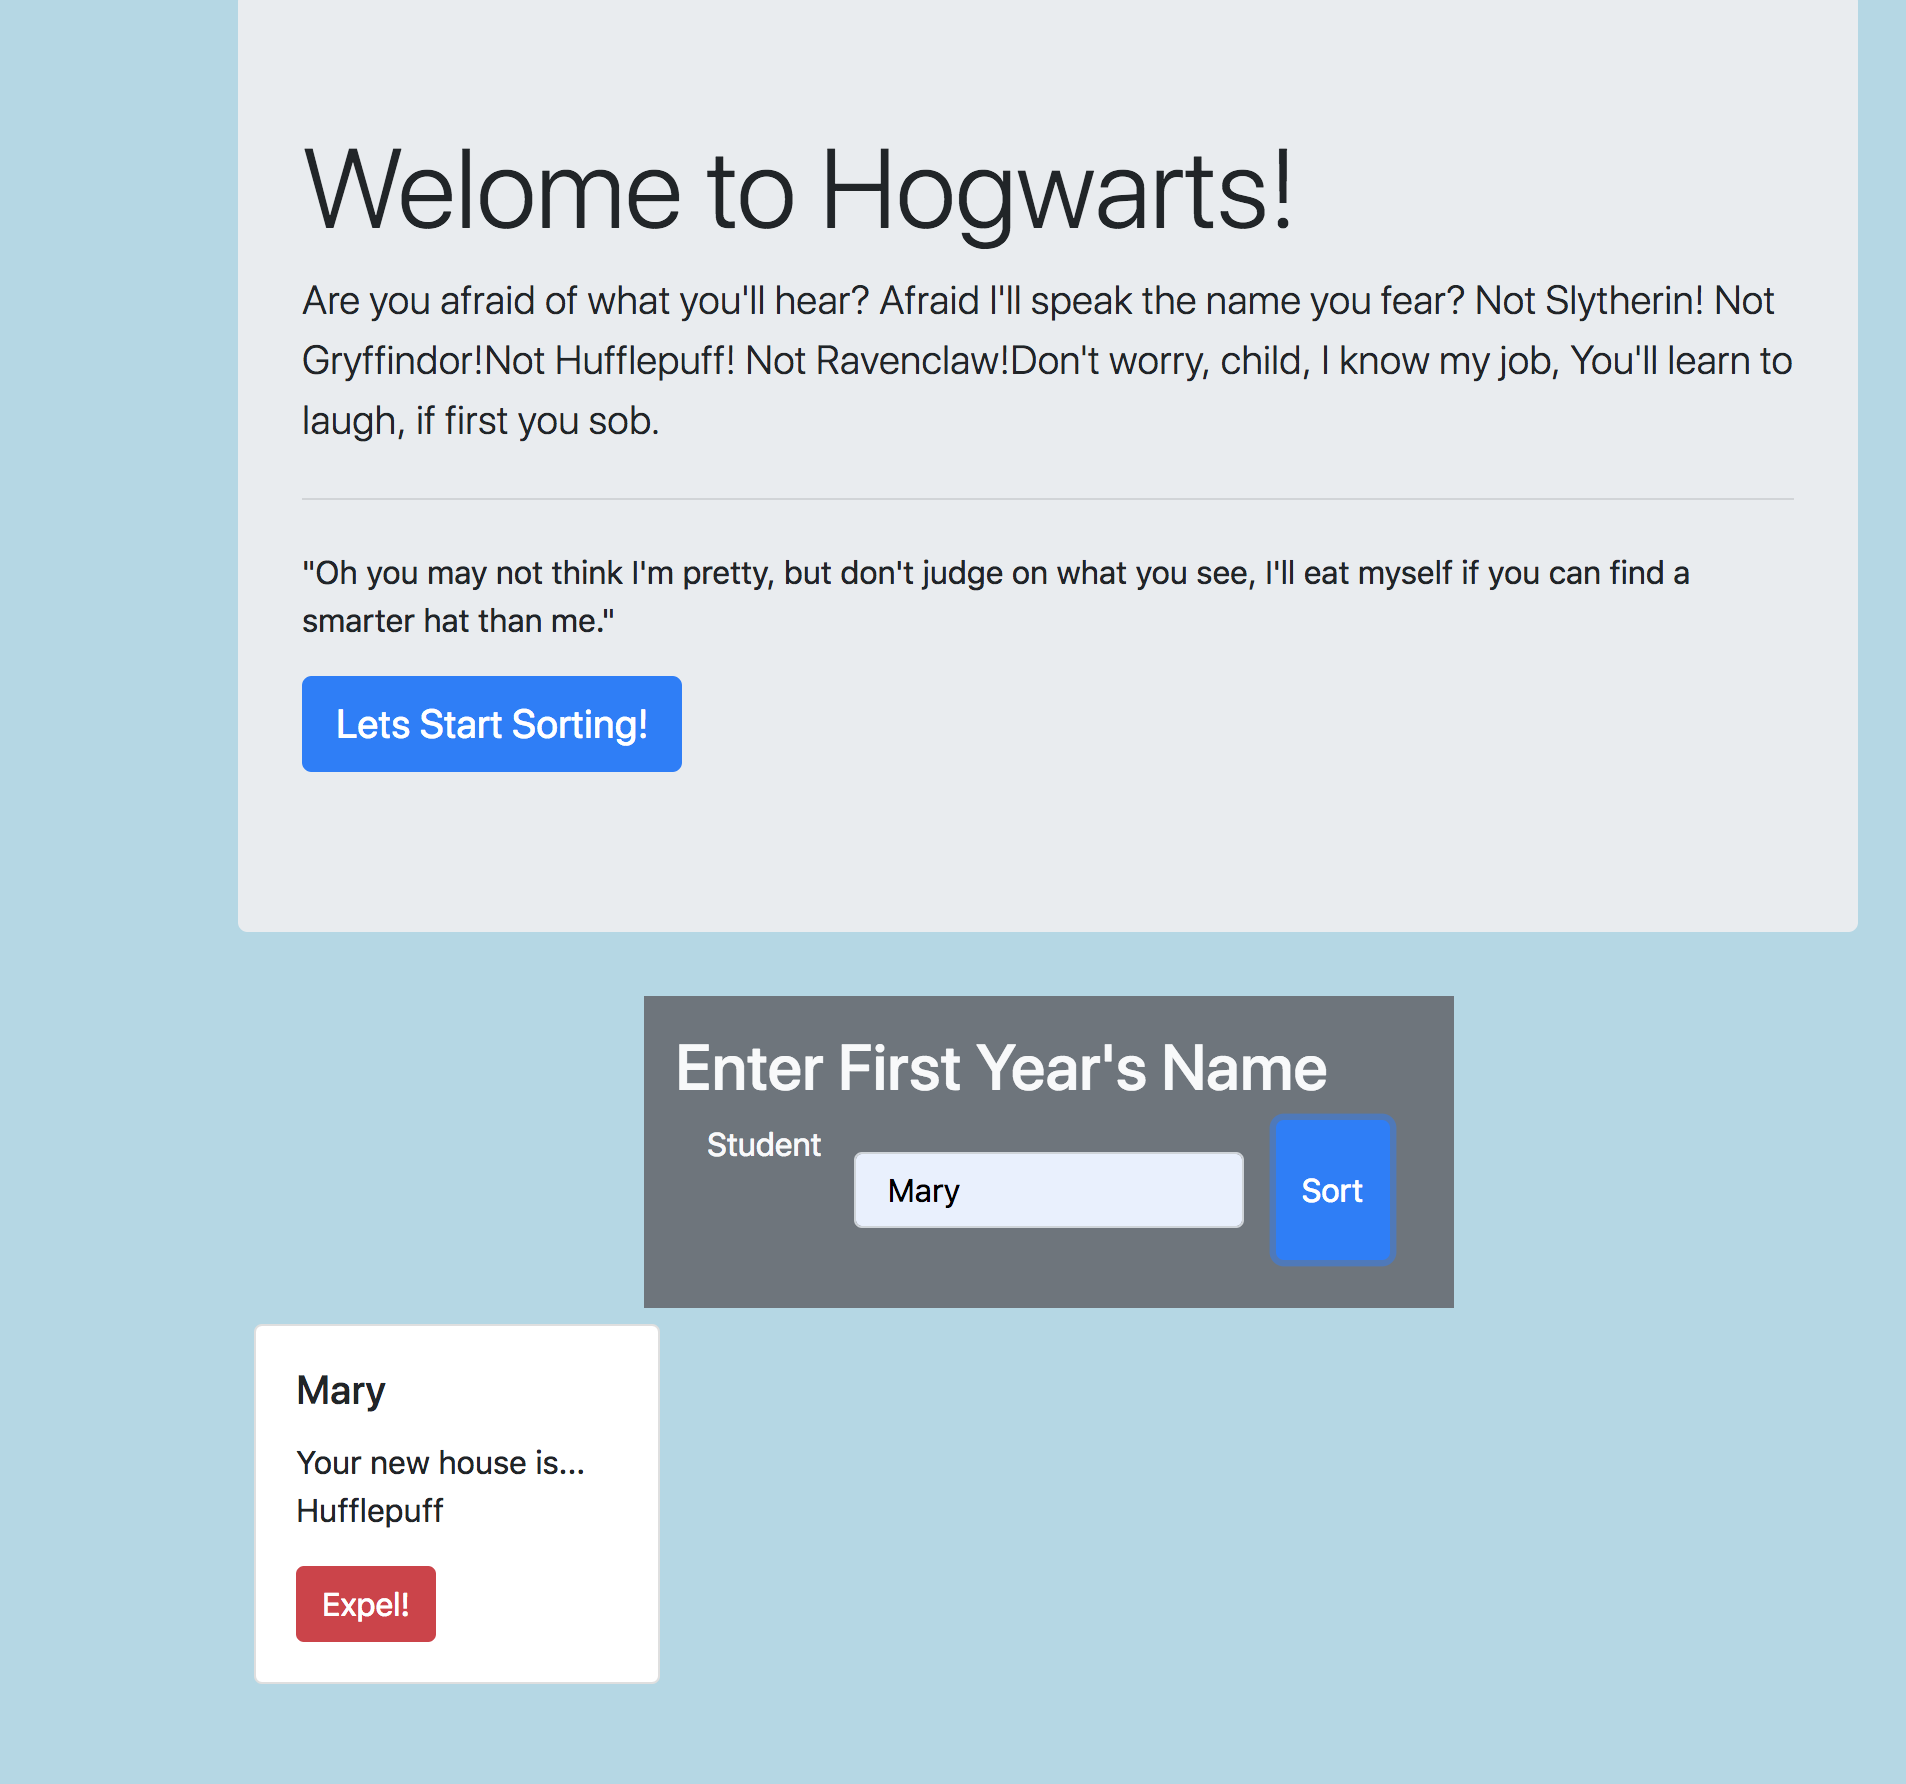 Welome to Hogwarts!
Are you afraid of what you'll hear? Afraid I'll speak the name you fear? Not Slytherin! Not
Gryffindor!Not Hufflepuff! Not Ravenclaw!Don't worry, child, I know my job, You'll learn to
laugh, if first you sob.
"Oh you may not think I'm pretty, but don't judge on what you see, I'll eat myself if you can find a
smarter hat than me."
Lets Start Sorting!
Enter First Year's Name
Student
Mary
Sort
Mary
Your new house is...
Hufflepuff
Expel!